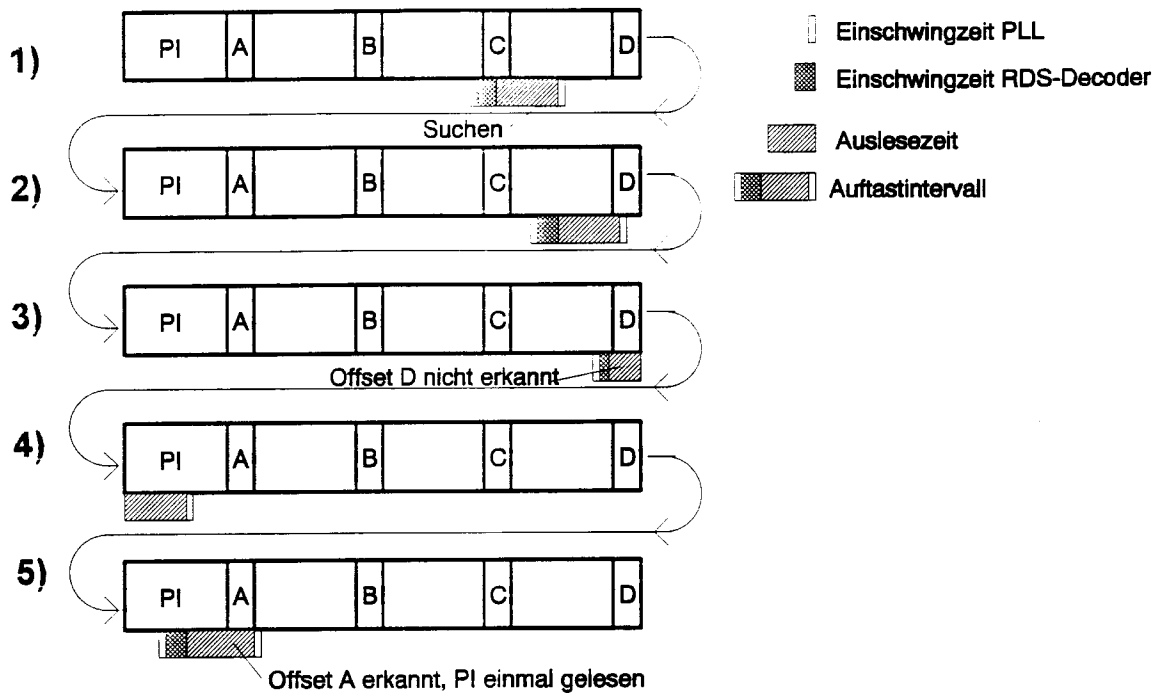 1)
PI A B C D
Suchen
2)
PI A B C D
3)
PI A B C D
Offset D nicht erkannt
4)
PI A B C D
5)
PI A B C D
Offset A erkannt, PI einmal gelesen
Einschwingzeit PLL
Einschwingzeit RDS-Decoder
Auslesezeit
Auftastintervall